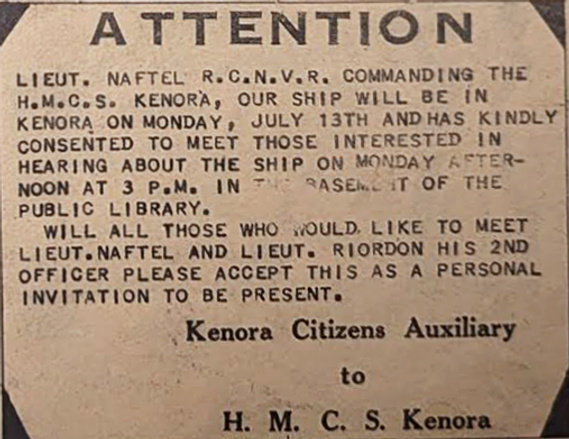 ATTENTION
LIEUT. NAFTEL R.C.N.V.R. COMMANDING THE
H.M.C.S. KENORA, OUR SHIP WILL BE IN
KENORA ON MONDAY, JULY 13TH AND HAS KINDLY
CONSENTED TO MEET THOSE INTERESTED IN
HEARING ABOUT THE SHIP ON MONDAY AFTER-
NOON AT 3 P.M. IN THE BASEMENT OF THE
PUBLIC LIBRARY.
WILL ALL THOSE WHO WOULD LIKE TO MEET
LIEUT.NAFTEL AND LIEUT. RIORDON HIS 2ND
OFFICER PLEASE ACCEPT THIS AS A PERSONAL
INVITATION TO BE PRESENT.
Kenora Citizens Auxiliary
to
H. M. C. S. Kenora